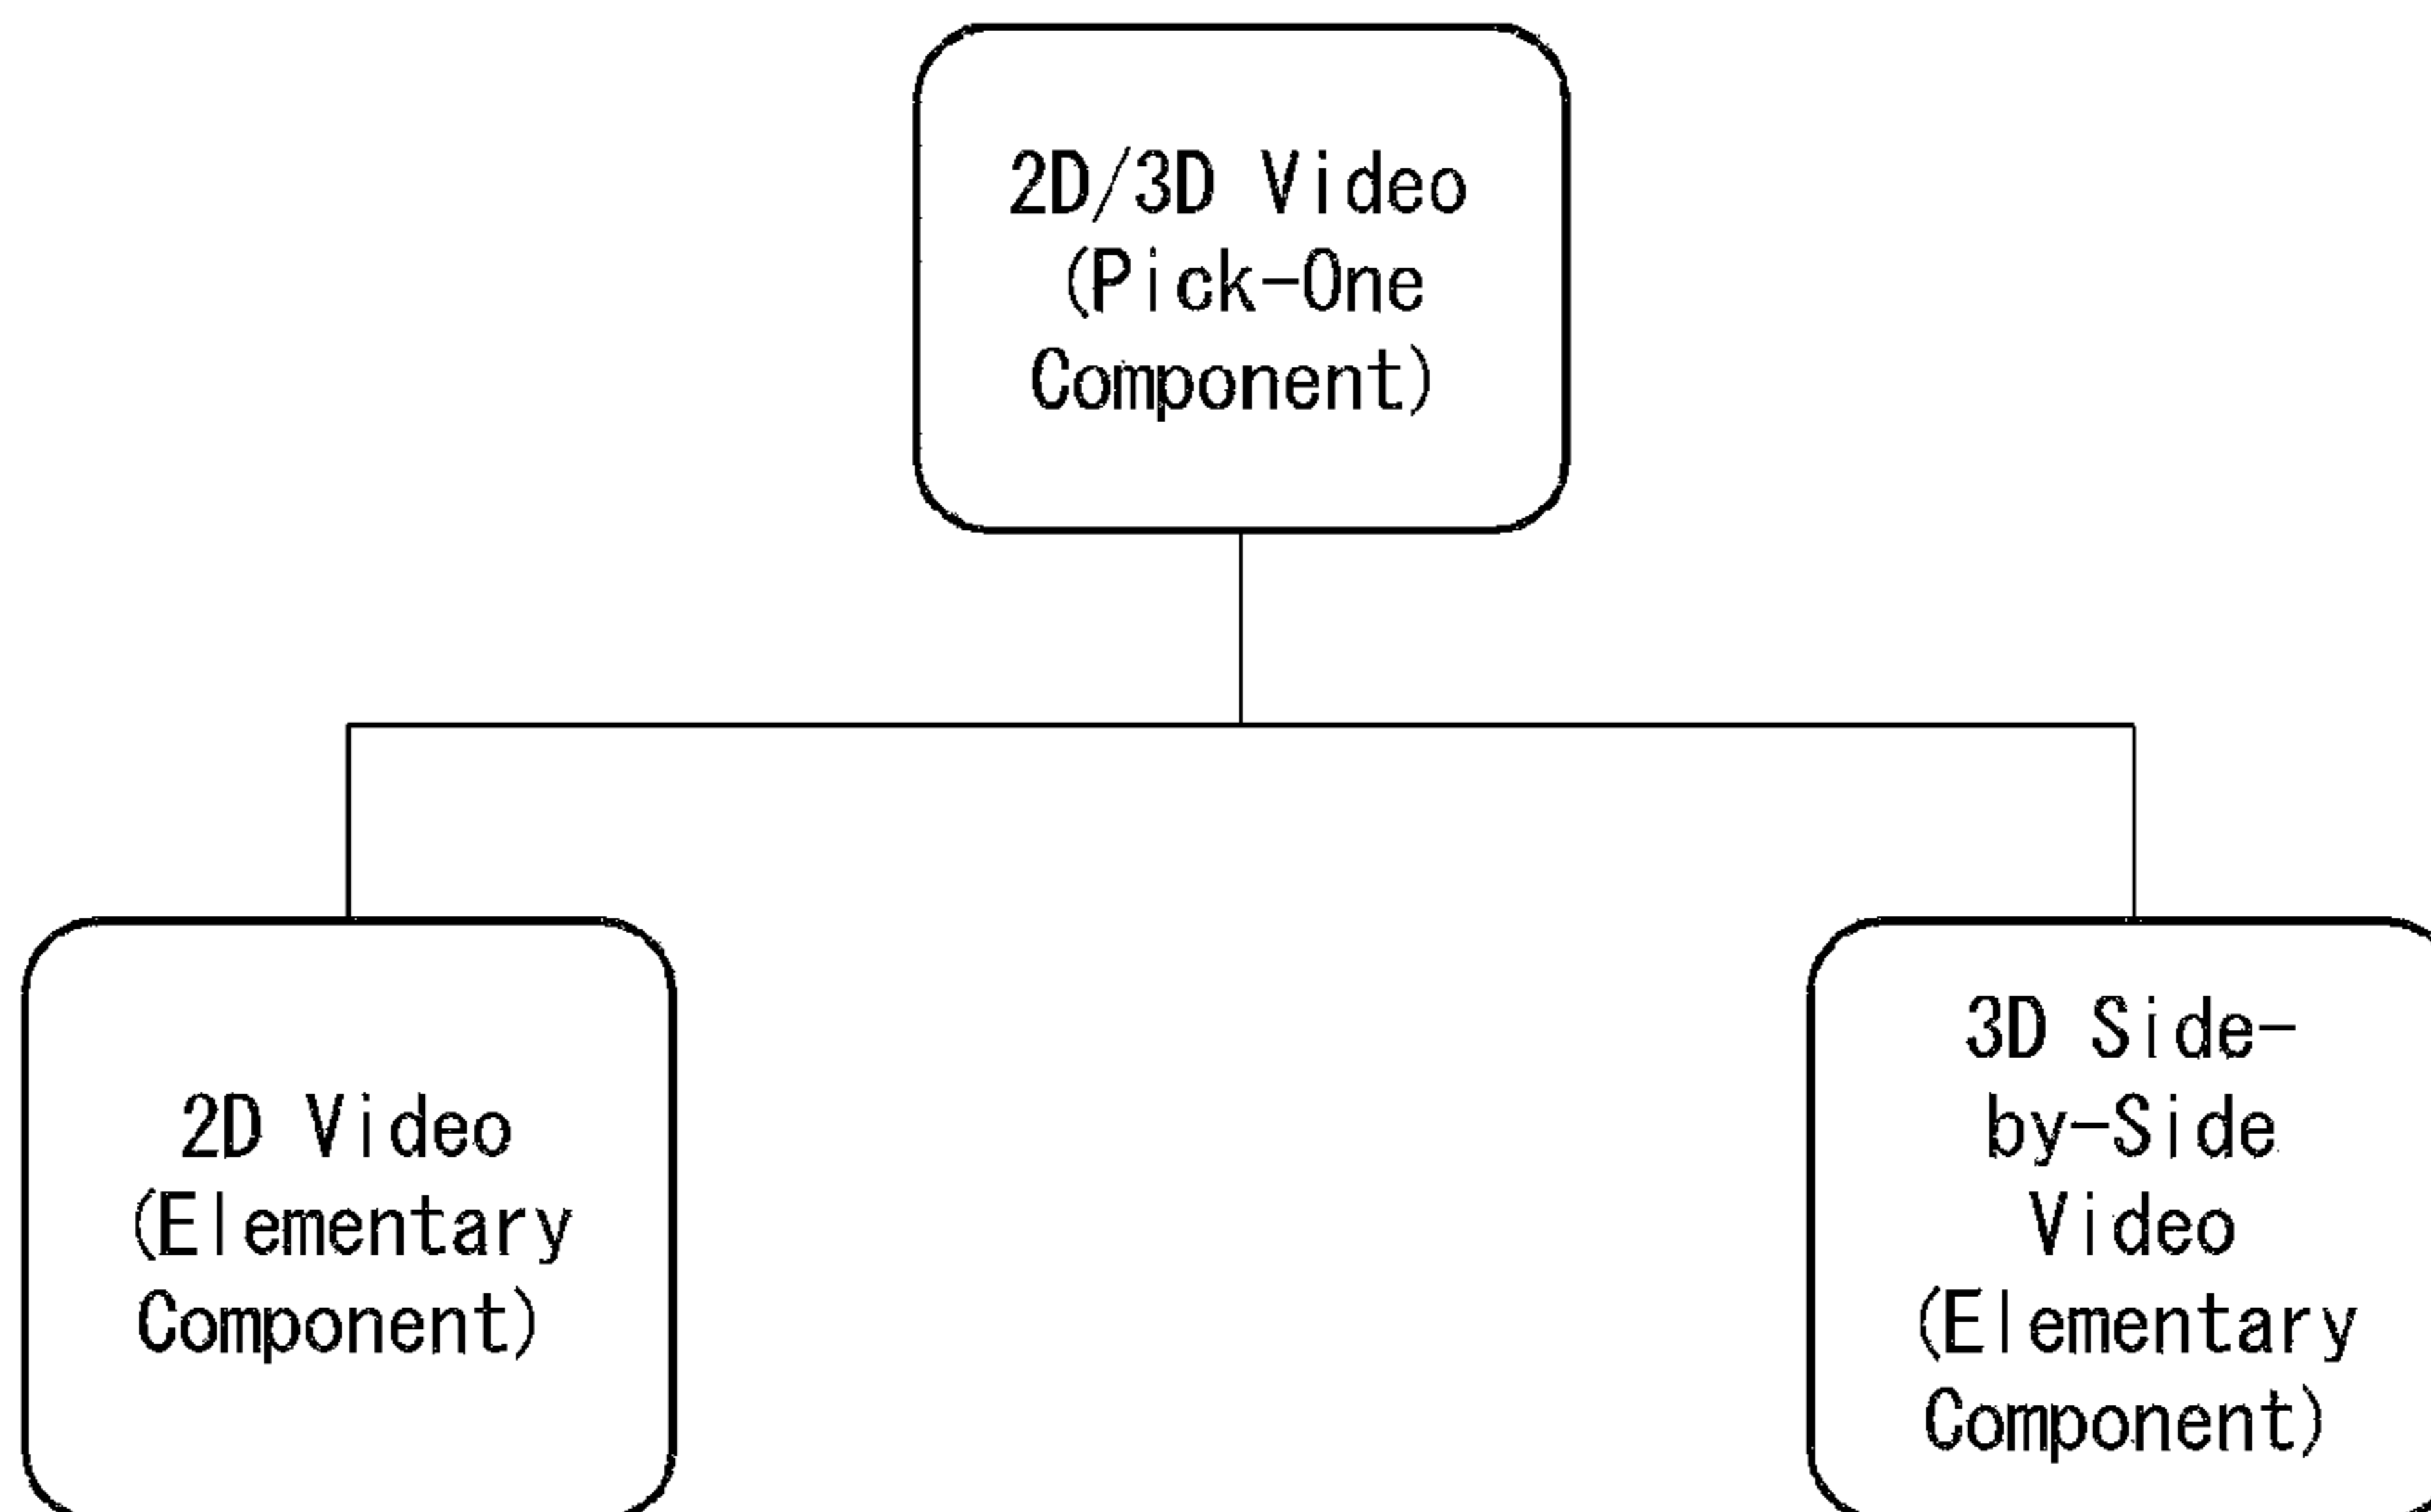 2D/3D Video
(Pick-One
Component)
2D Video
(Elementary
Component)
3D Side-
by-Side
Video
(Elementary
Component)